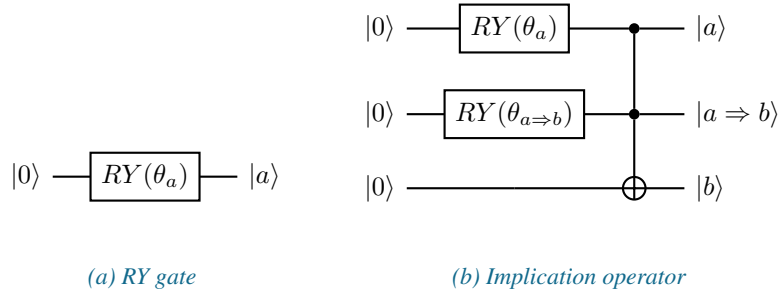 |0⟩ RY(θ_a) |a⟩
(a) RY gate
|0⟩ RY(θ_a) |a⟩
|0⟩ RY(θ_{a⇒b}) |a ⇒ b⟩
|0⟩ |b⟩
(b) Implication operator